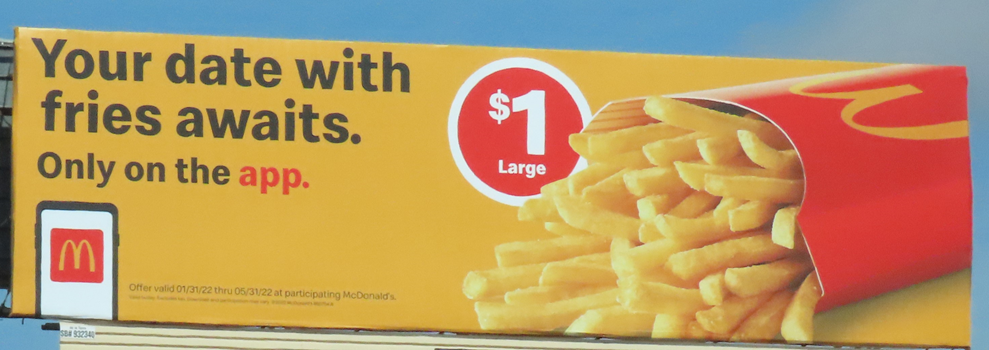 Your date with
fries awaits.
Only on the app.
$1
Large
Offer valid 01/31/22 thru 05/31/22 at participating McDonald's.